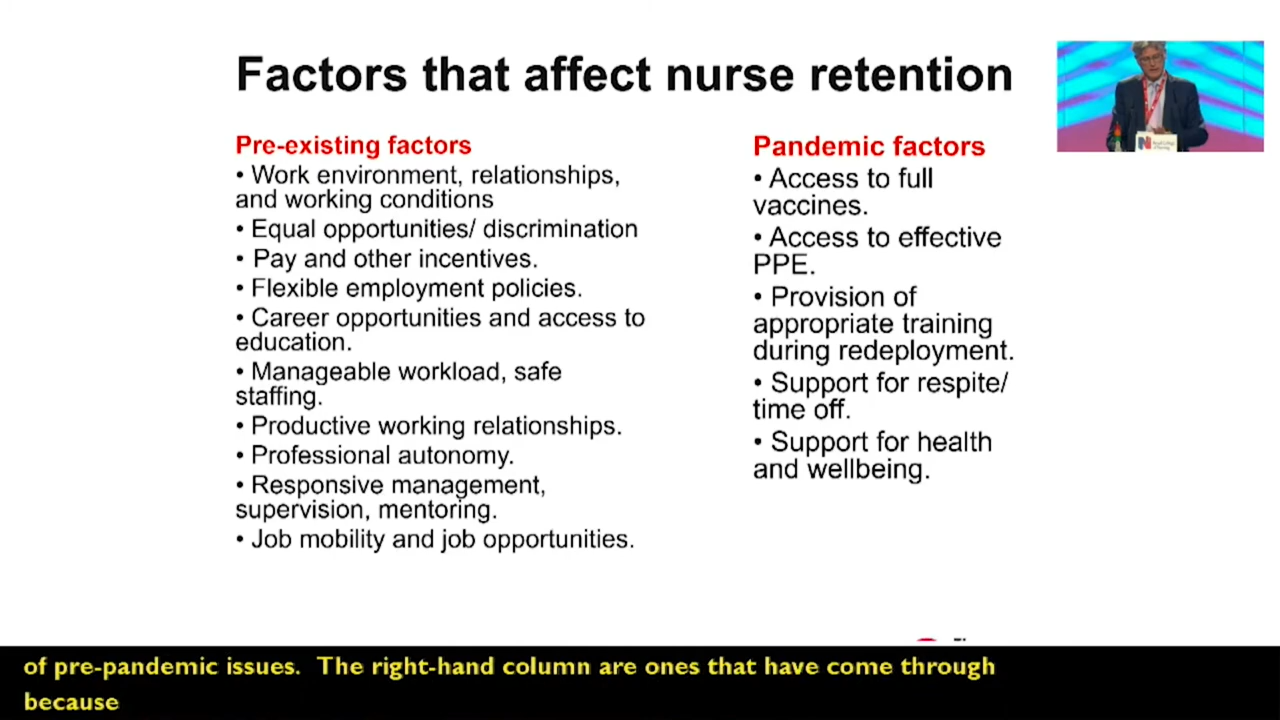 Factors that affect nurse retention
Pre-existing factors
• Work environment, relationships,
and working conditions
• Equal opportunities/ discrimination
• Pay and other incentives.
• Flexible employment policies.
• Career opportunities and access to
education.
• Manageable workload, safe
staffing.
• Productive working relationships.
• Professional autonomy.
• Responsive management,
supervision, mentoring.
• Job mobility and job opportunities.
Pandemic factors
• Access to full
vaccines.
• Access to effective
PPE.
• Provision of
appropriate training
during redeployment.
• Support for respite/
time off.
• Support for health
and wellbeing.
of pre-pandemic issues.  The right-hand column are ones that have come through
because